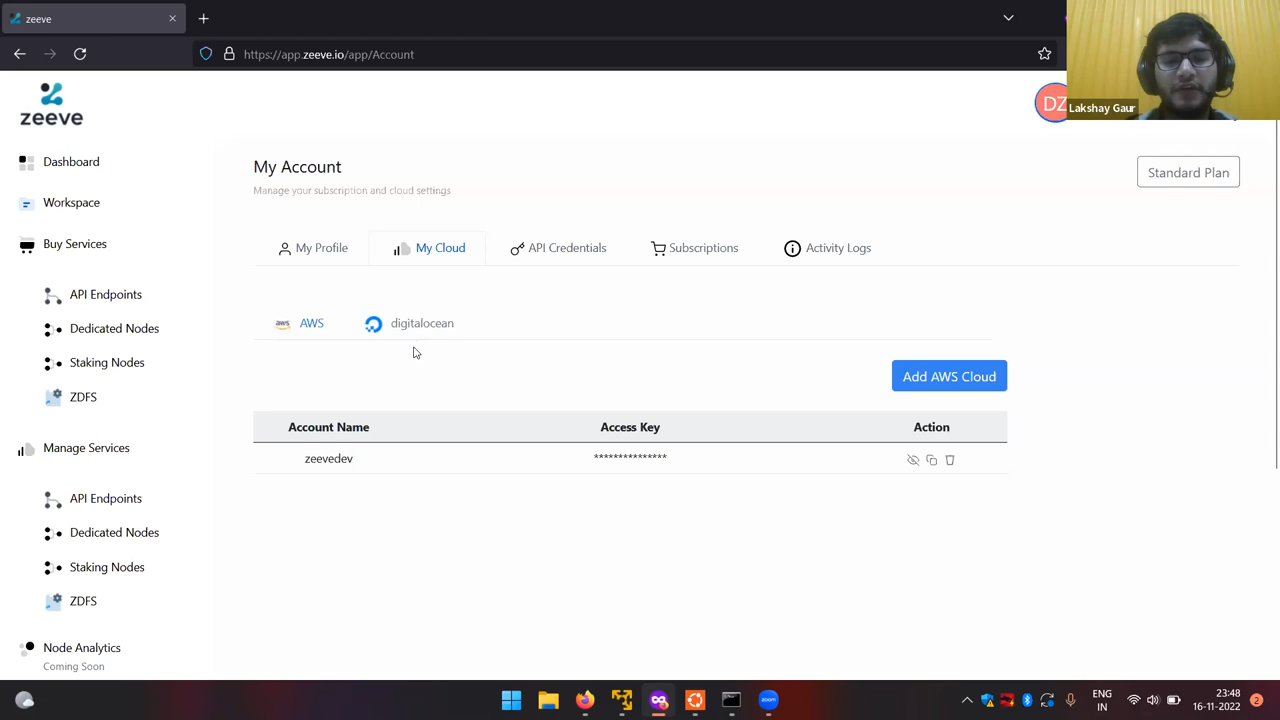 zeeve
https://app.zeeve.io/app/Account
zeeve
DZ
Lakshay Gaur
Dashboard
Workspace
Buy Services
API Endpoints
Dedicated Nodes
Staking Nodes
ZDFS
Manage Services
API Endpoints
Dedicated Nodes
Staking Nodes
ZDFS
Node Analytics
Coming Soon
My Account
Manage your subscription and cloud settings
Standard Plan
My Profile
My Cloud
API Credentials
Subscriptions
Activity Logs
aws AWS
digitalocean
Add AWS Cloud
Account Name Access Key Action
zeevedev ***************
zoom
ENG
IN
23:48
16-11-2022
2